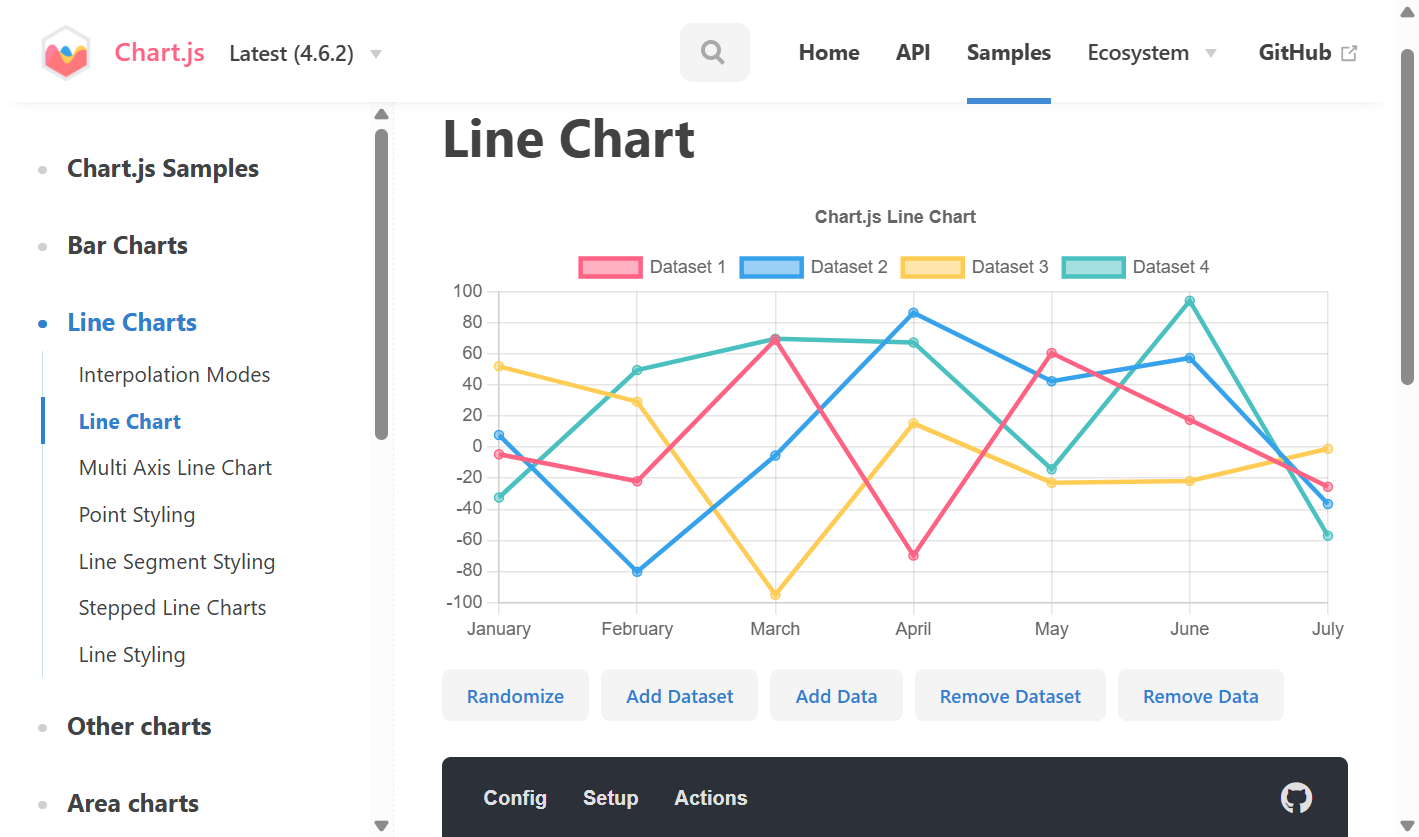 Chart.js Latest (4.6.2) Home API Samples Ecosystem GitHub
Chart.js Samples
Bar Charts
Line Charts
Interpolation Modes
Line Chart
Multi Axis Line Chart
Point Styling
Line Segment Styling
Stepped Line Charts
Line Styling
Other charts
Area charts
Line Chart
Chart.js Line Chart
Dataset 1 Dataset 2 Dataset 3 Dataset 4
100
80
60
40
20
0
-20
-40
-60
-80
-100
January February March April May June July
Randomize Add Dataset Add Data Remove Dataset Remove Data
Config Setup Actions